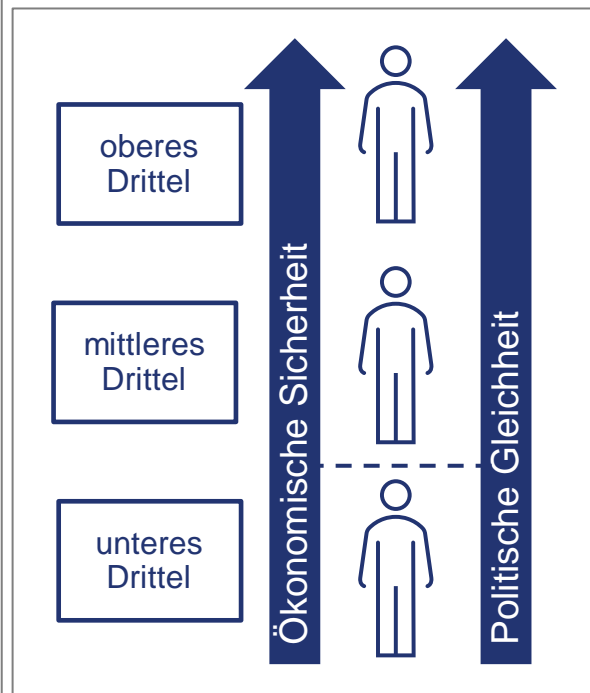 oberes
Drittel
mittleres
Drittel
unteres
Drittel
Ökonomische Sicherheit
Politische Gleichheit